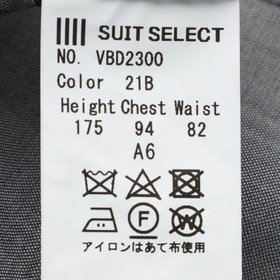 SUIT SELECT
NO. VBD2300
Color 21B
Height Chest Waist
175 94 82
A6
F W
アイロンはあて布使用